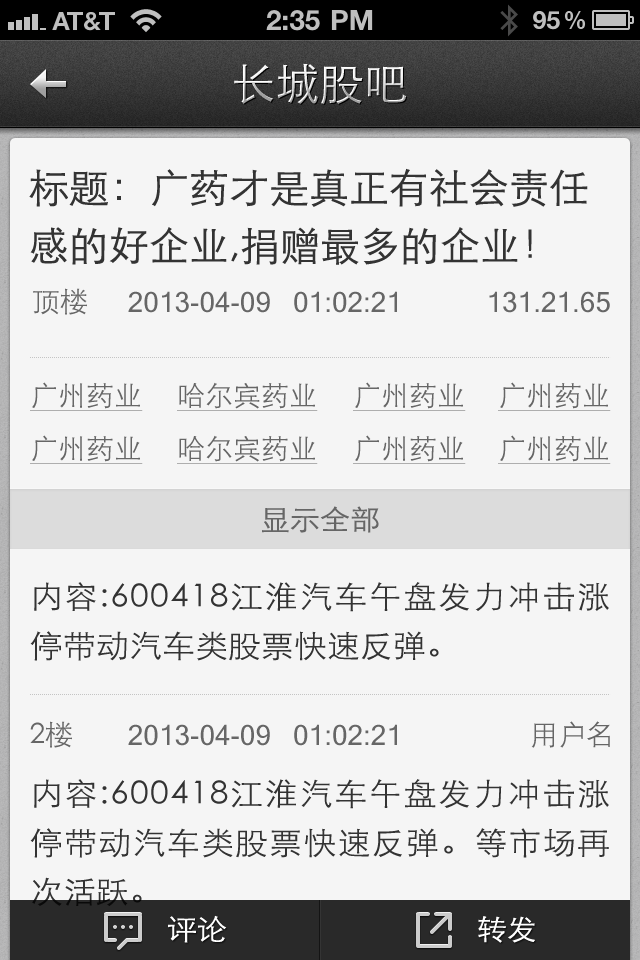 AT&T 2:35 PM 95%
长城股吧
标题：广药才是真正有社会责任
感的好企业,捐赠最多的企业!
顶楼 2013-04-09 01:02:21 131.21.65
广州药业 哈尔宾药业 广州药业 广州药业
广州药业 哈尔宾药业 广州药业 广州药业
显示全部
内容:600418江淮汽车午盘发力冲击涨
停带动汽车类股票快速反弹。
2楼 2013-04-09 01:02:21 用户名
内容:600418江淮汽车午盘发力冲击涨
停带动汽车类股票快速反弹。等市场再
次活跃。
评论 转发